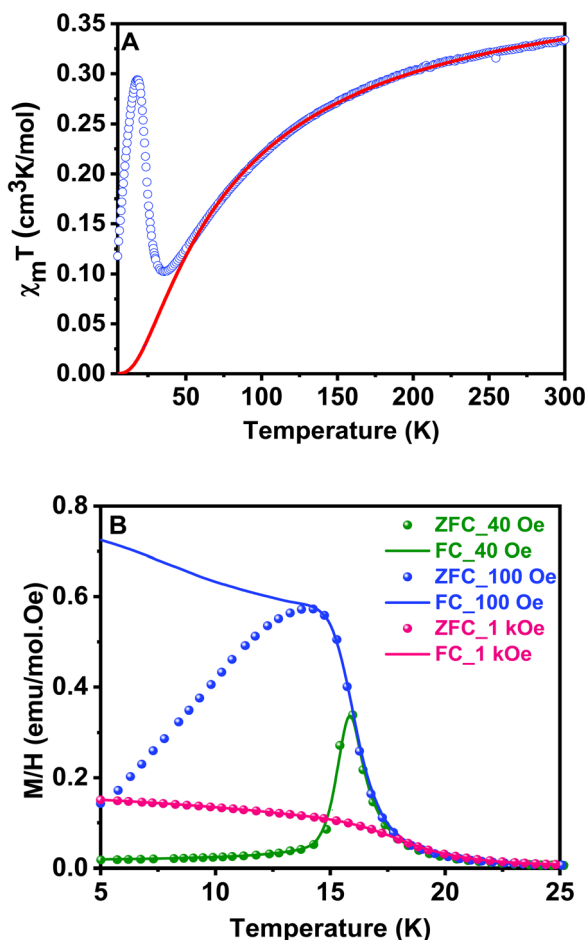 A
0.35
0.30
0.25
0.20
0.15
0.10
0.05
0.00
χmT (cm³K/mol)
50 100 150 200 250 300
Temperature (K)
B
ZFC_40 Oe
FC_40 Oe
ZFC_100 Oe
FC_100 Oe
ZFC_1 kOe
FC_1 kOe
0.8
0.6
0.4
0.2
0.0
M/H (emu/mol.Oe)
5 10 15 20 25
Temperature (K)